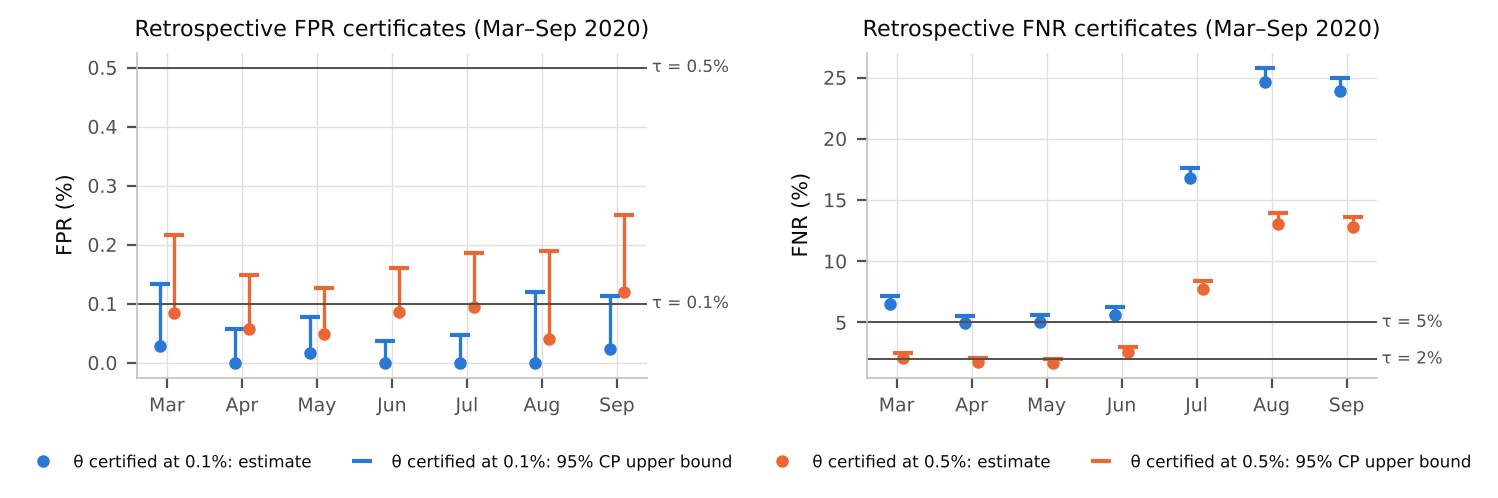 Retrospective FPR certificates (Mar–Sep 2020)
FPR (%)
0.5
0.4
0.3
0.2
0.1
0.0
τ = 0.5%
τ = 0.1%
Mar Apr May Jun Jul Aug Sep
Retrospective FNR certificates (Mar–Sep 2020)
FNR (%)
25
20
15
10
5
τ = 5%
τ = 2%
Mar Apr May Jun Jul Aug Sep
θ certified at 0.1%: estimate θ certified at 0.1%: 95% CP upper bound θ certified at 0.5%: estimate θ certified at 0.5%: 95% CP upper bound